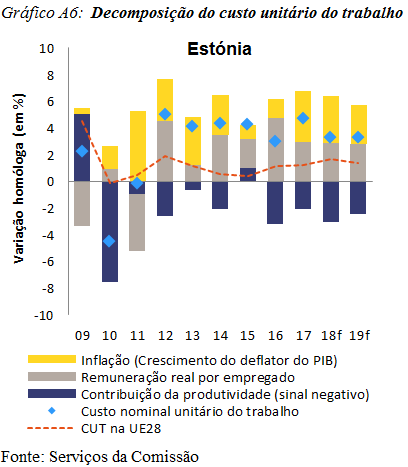 Gráfico A6: Decomposição do custo unitário do trabalho
Estónia
Variação homóloga (em %)
10
8
6
4
2
0
-2
-4
-6
-8
-10
09 10 11 12 13 14 15 16 17 18f 19f
Inflação (Crescimento do deflator do PIB)
Remuneração real por empregado
Contribuição da produtividade (sinal negativo)
Custo nominal unitário do trabalho
CUT na UE28
Fonte: Serviços da Comissão